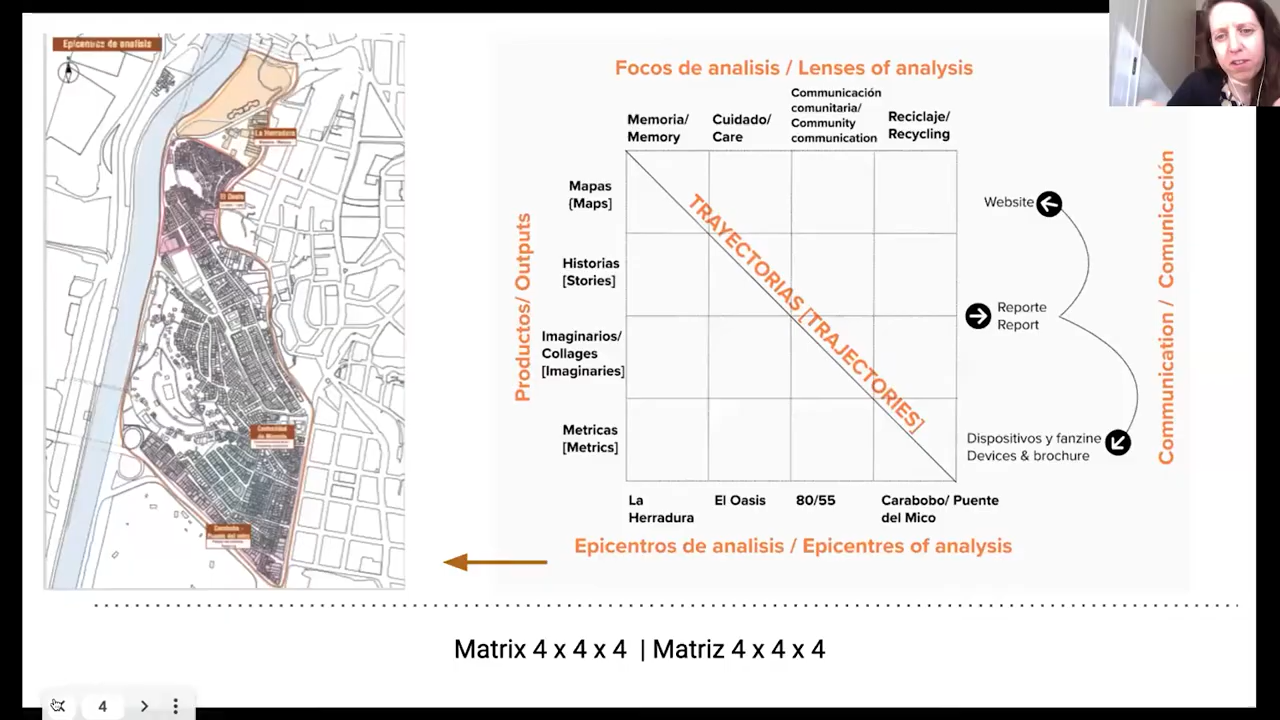 Epicentros de analisis
La Herradura
El Oasis
Comunidad
de Moravia
Carabobo -
Focos de analisis / Lenses of analysis
Memoria/
Memory
Cuidado/
Care
Communicación
comunitaria/
Community
communication
Reciclaje/
Recycling
Productos/ Outputs
Mapas
[Maps]
Historias
[Stories]
Imaginarios/
Collages
[Imaginaries]
Metricas
[Metrics]
TRAYECTORIAS [TRAJECTORIES]
La
Herradura
El Oasis
80/55
Carabobo/ Puente
del Mico
Epicentros de analisis / Epicentres of analysis
Website
Reporte
Report
Dispositivos y fanzine
Devices & brochure
Communication / Comunicación
Matrix 4 x 4 x 4 | Matriz 4 x 4 x 4
4